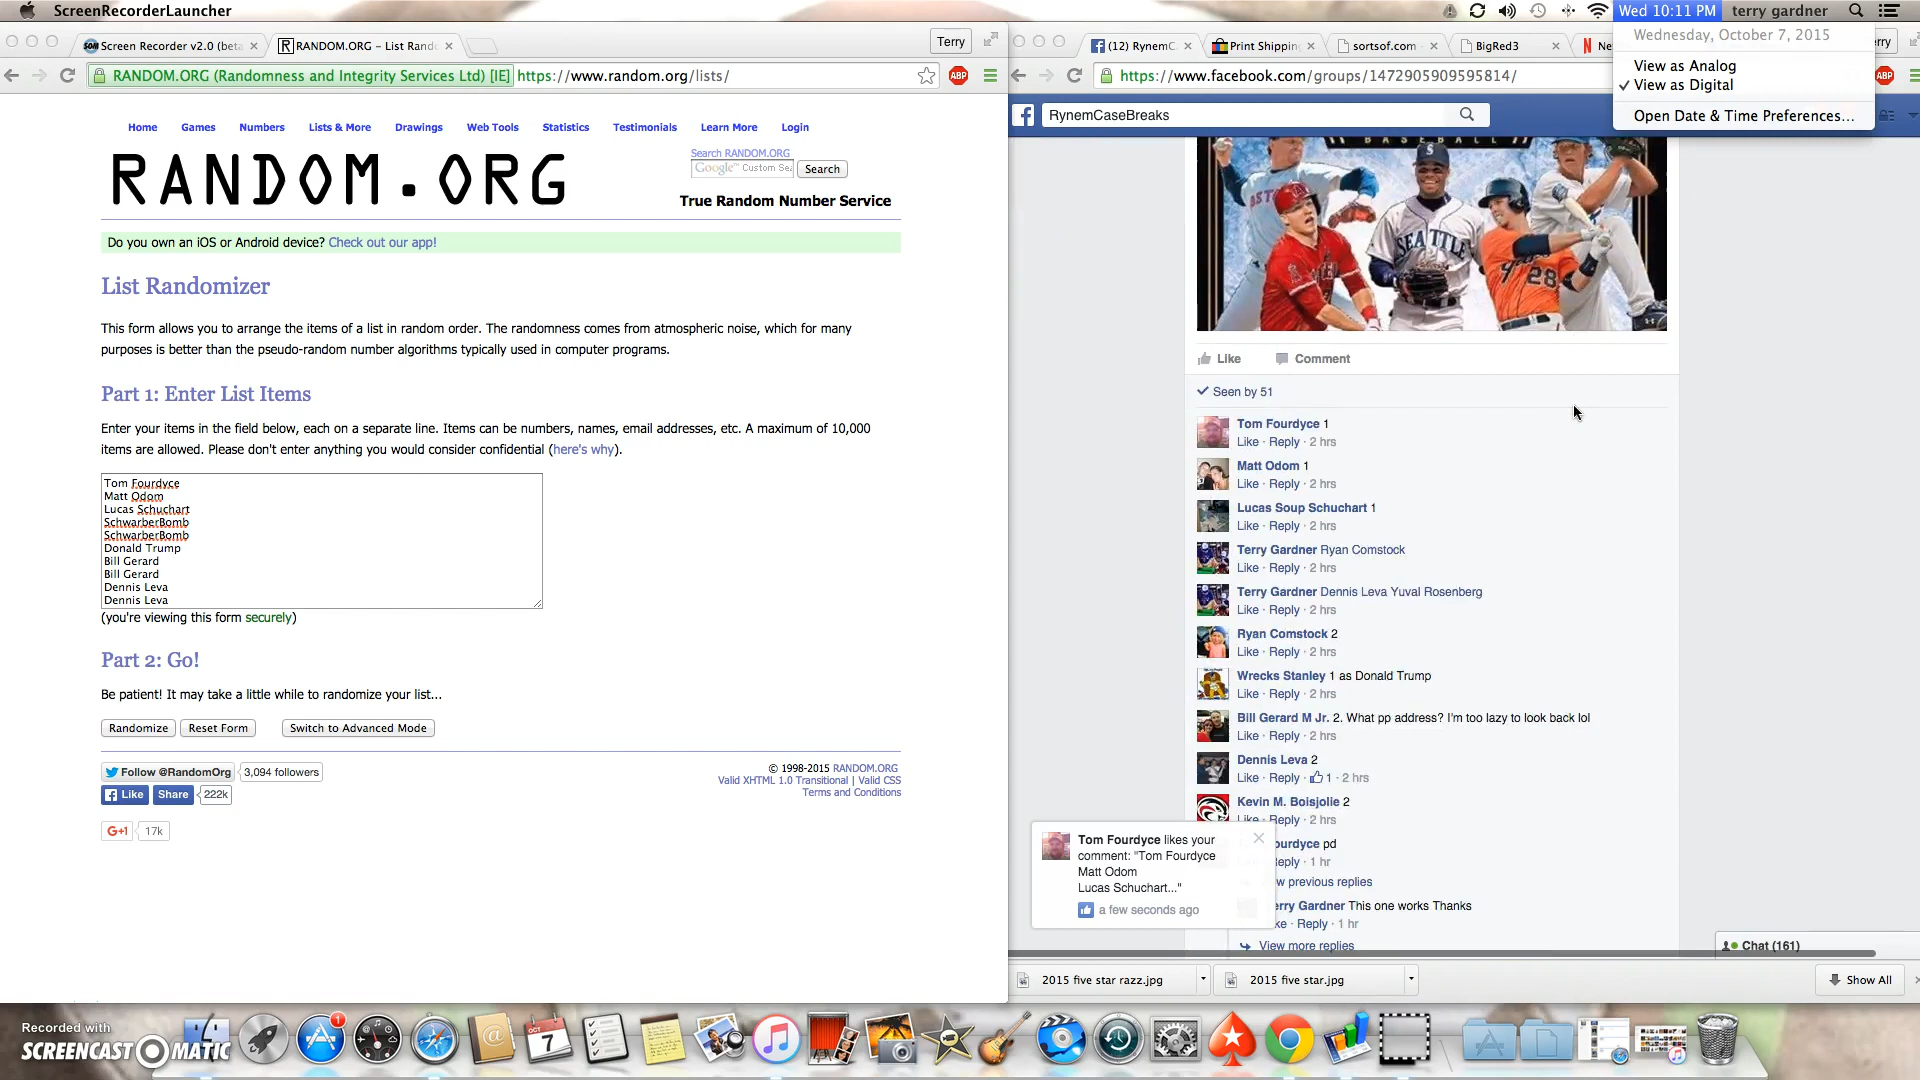 ScreenRecorderLauncher
Wed 10:11 PM
terry gardner
Wednesday, October 7, 2015
View as Analog
✓ View as Digital
Open Date & Time Preferences...
Screen Recorder v2.0 (beta
RANDOM.ORG – List Rand
Terry
RANDOM.ORG (Randomness and Integrity Services Ltd) [IE]
https://www.random.org/lists/
ABP
Home
Games
Numbers
Lists & More
Drawings
Web Tools
Statistics
Testimonials
Learn More
Login
RANDOM.ORG
Search RANDOM.ORG
Google™ Custom Sea
Search
True Random Number Service
Do you own an iOS or Android device? Check out our app!
List Randomizer
This form allows you to arrange the items of a list in random order. The randomness comes from atmospheric noise, which for many
purposes is better than the pseudo-random number algorithms typically used in computer programs.
Part 1: Enter List Items
Enter your items in the field below, each on a separate line. Items can be numbers, names, email addresses, etc. A maximum of 10,000
items are allowed. Please don't enter anything you would consider confidential (here's why).
Tom Fourdyce
Matt Odom
Lucas Schuchart
SchwarberBomb
SchwarberBomb
Donald Trump
Bill Gerard
Bill Gerard
Dennis Leva
Dennis Leva
(you're viewing this form securely)
Part 2: Go!
Be patient! It may take a little while to randomize your list...
Randomize
Reset Form
Switch to Advanced Mode
Follow @RandomOrg
3,094 followers
Like
Share
222k
G+1
17k
© 1998-2015 RANDOM.ORG
Valid XHTML 1.0 Transitional | Valid CSS
Terms and Conditions
(12) RynemC
Print Shipping
sortsof.com -
BigRed3
Ne
https://www.facebook.com/groups/1472905909595814/
ABP
RynemCaseBreaks
BASEBALL
SEATTLE
28
Like
Comment
Seen by 51
Tom Fourdyce 1
Like · Reply · 2 hrs
Matt Odom 1
Like · Reply · 2 hrs
Lucas Soup Schuchart 1
Like · Reply · 2 hrs
Terry Gardner Ryan Comstock
Like · Reply · 2 hrs
Terry Gardner Dennis Leva Yuval Rosenberg
Like · Reply · 2 hrs
Ryan Comstock 2
Like · Reply · 2 hrs
Wrecks Stanley 1 as Donald Trump
Like · Reply · 2 hrs
Bill Gerard M Jr. 2. What pp address? I'm too lazy to look back lol
Like · Reply · 2 hrs
Dennis Leva 2
Like · Reply · 1 · 2 hrs
Kevin M. Boisjolie 2
Like · Reply · 2 hrs
ourdyce pd
eply · 1 hr
w previous replies
erry Gardner This one works Thanks
ke · Reply · 1 hr
View more replies
Tom Fourdyce likes your
comment: "Tom Fourdyce
Matt Odom
Lucas Schuchart..."
a few seconds ago
Chat (161)
2015 five star razz.jpg
2015 five star.jpg
Show All
Recorded with
SCREENCAST MATIC
1
OCT
7